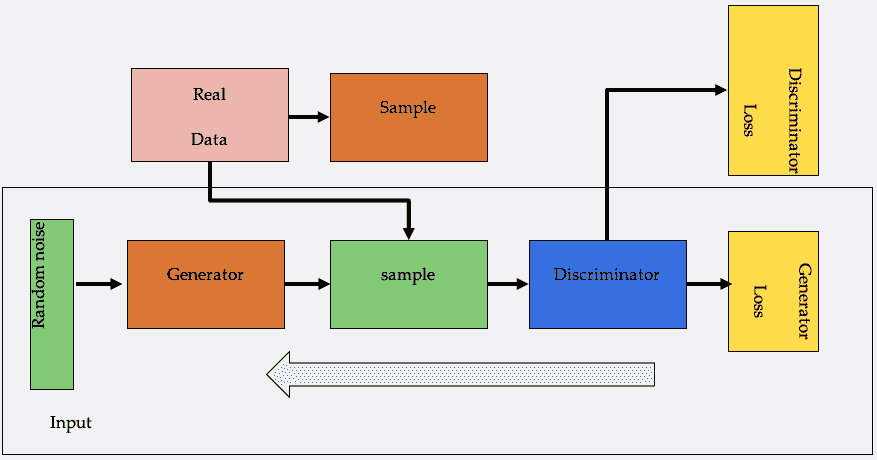 Real
Data
Sample
Discriminator
Loss
Random noise
Generator
sample
Discriminator
Generator
Loss
Input